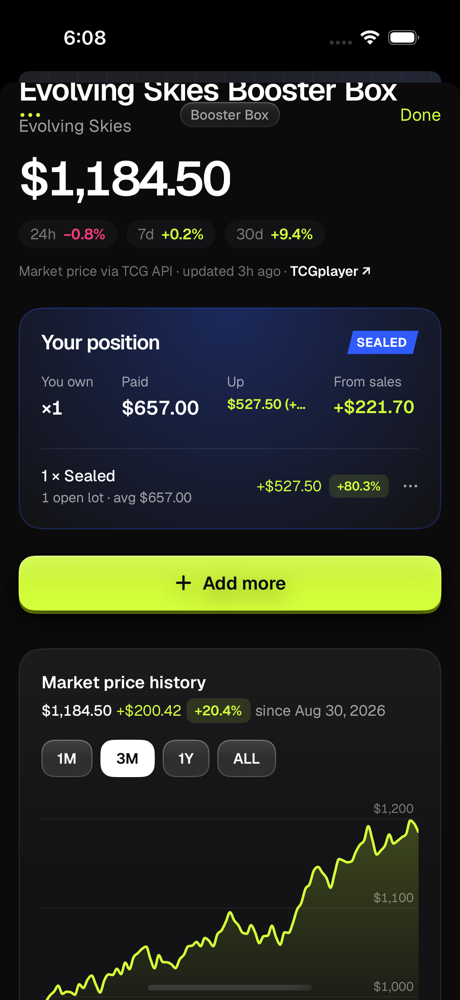 6:08
Evolving Skies Booster Box
Booster Box
Done
Evolving Skies
$1,184.50
24h −0.8% 7d +0.2% 30d +9.4%
Market price via TCG API · updated 3h ago · TCGplayer ↗
Your position
SEALED
You own Paid Up From sales
×1 $657.00 $527.50 (+... +$221.70
1 × Sealed
+$527.50 +80.3%
1 open lot · avg $657.00
+ Add more
Market price history
$1,184.50 +$200.42 +20.4% since Aug 30, 2026
1M 3M 1Y ALL
$1,200
$1,100
$1,000